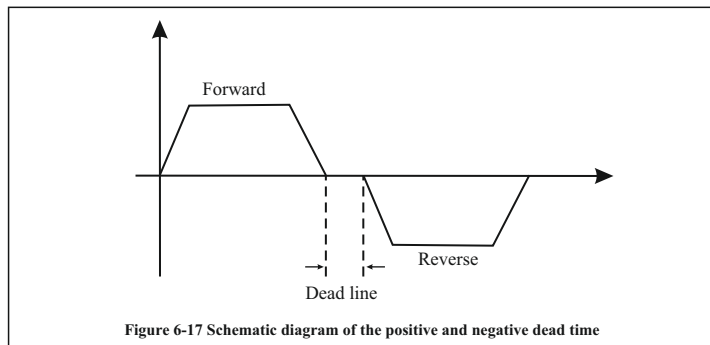 Forward
Reverse
Dead line
Figure 6-17 Schematic diagram of the positive and negative dead time